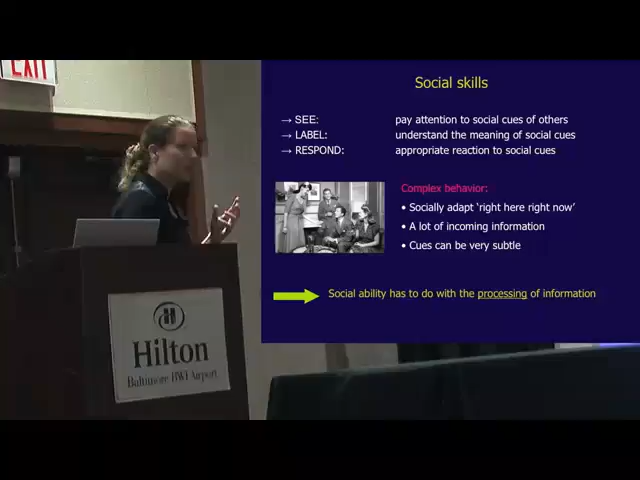 EXIT
Social skills
→ SEE: pay attention to social cues of others
→ LABEL: understand the meaning of social cues
→ RESPOND: appropriate reaction to social cues
Complex behavior:
• Socially adapt ‘right here right now’
• A lot of incoming information
• Cues can be very subtle
Social ability has to do with the processing of information
H
Hilton
Baltimore BWI Airport